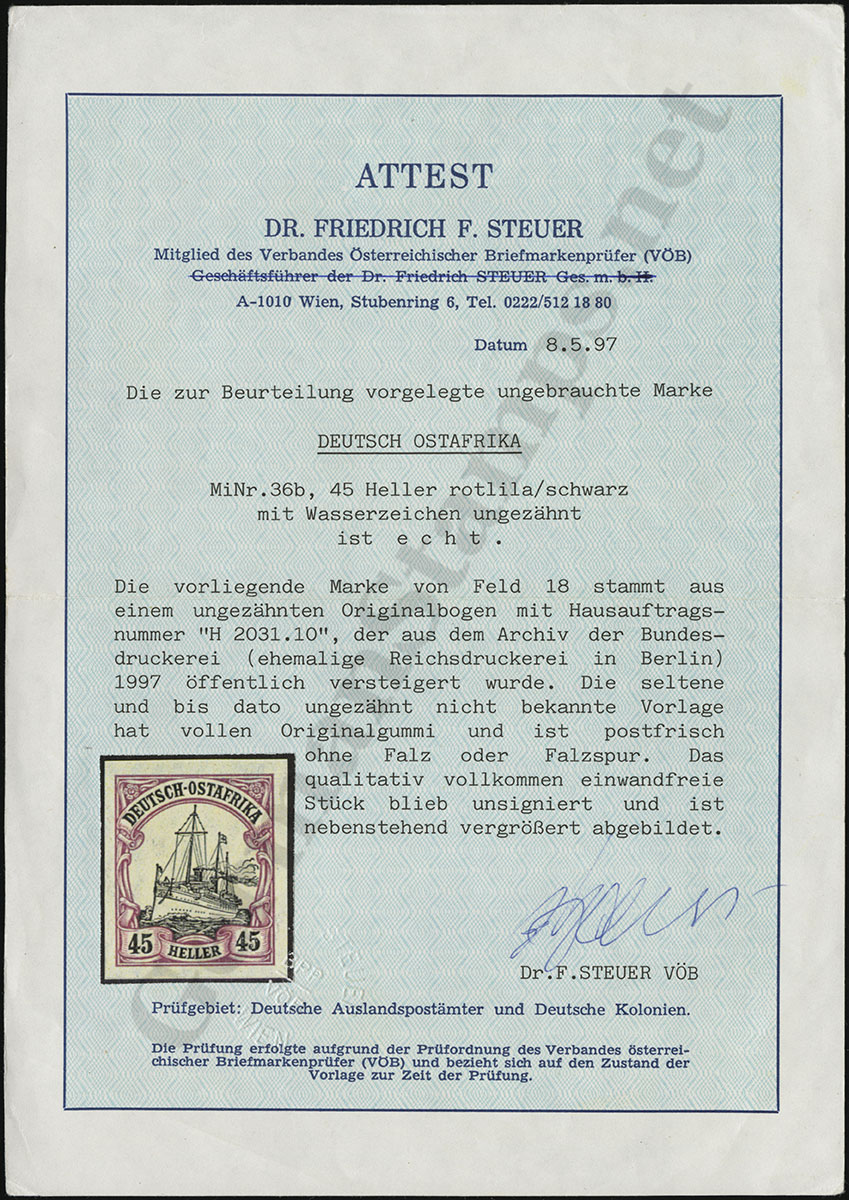 ATTEST
DR. FRIEDRICH F. STEUER
Mitglied des Verbandes Österreichischer Briefmarkenprüfer (VÖB)
Geschäftsführer der Dr. Friedrich STEUER Ges. m. b. H.
A-1010 Wien, Stubenring 6, Tel. 0222/512 18 80
Datum 8.5.97
Die zur Beurteilung vorgelegte ungebrauchte Marke
DEUTSCH OSTAFRIKA
MiNr.36b, 45 Heller rotlila/schwarz
mit Wasserzeichen ungezähnt
ist e c h t .
Die vorliegende Marke von Feld 18 stammt aus
einem ungezähnten Originalbogen mit Hausauftrags-
nummer "H 2031.10", der aus dem Archiv der Bundes-
druckerei (ehemalige Reichsdruckerei in Berlin)
1997 öffentlich versteigert wurde. Die seltene
und bis dato ungezähnt nicht bekannte Vorlage
hat vollen Originalgummi und ist postfrisch
ohne Falz oder Falzspur. Das
qualitativ vollkommen einwandfreie
Stück blieb unsigniert und ist
nebenstehend vergrößert abgebildet.
DEUTSCH-OSTAFRIKA
45 HELLER 45
Dr.F.STEUER VÖB
Prüfgebiet: Deutsche Auslandspostämter und Deutsche Kolonien.
Die Prüfung erfolgte aufgrund der Prüfordnung des Verbandes österrei-
chischer Briefmarkenprüfer (VÖB) und bezieht sich auf den Zustand der
Vorlage zur Zeit der Prüfung.